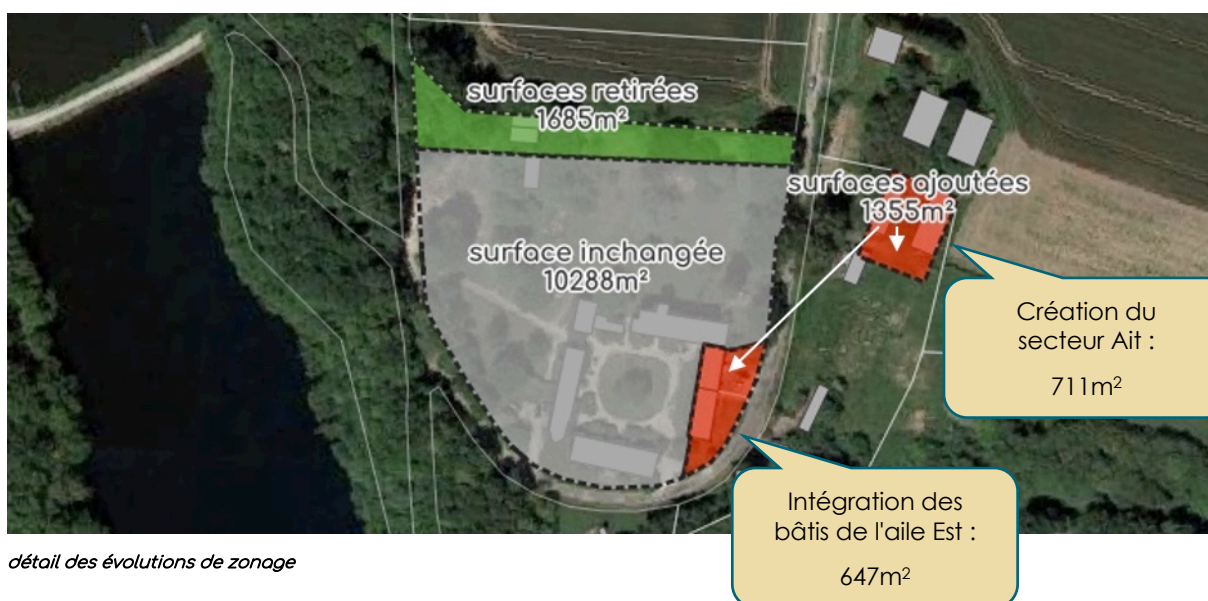 surfaces retirées
1685m²
surfaces ajoutées
1355m²
surface inchangée
10288m²
Création du
secteur Ait :
711m²
Intégration des
bâtis de l'aile Est :
647m²
détail des évolutions de zonage